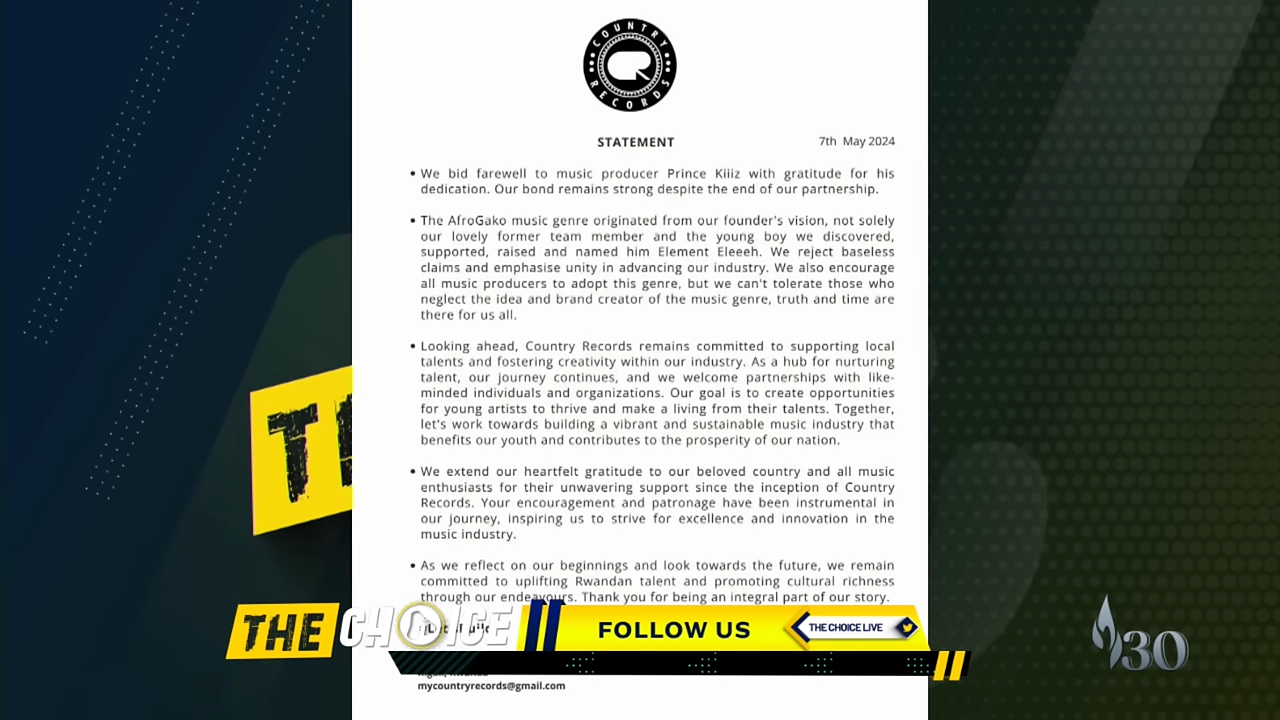 COUNTRY RECORDS
STATEMENT
7th May 2024
• We bid farewell to music producer Prince Kiiiz with gratitude for his
dedication. Our bond remains strong despite the end of our partnership.
• The AfroGako music genre originated from our founder's vision, not solely
our lovely former team member and the young boy we discovered,
supported, raised and named him Element Eleeeh. We reject baseless
claims and emphasise unity in advancing our industry. We also encourage
all music producers to adopt this genre, but we can't tolerate those who
neglect the idea and brand creator of the music genre, truth and time are
there for us all.
• Looking ahead, Country Records remains committed to supporting local
talents and fostering creativity within our industry. As a hub for nurturing
talent, our journey continues, and we welcome partnerships with like-
minded individuals and organizations. Our goal is to create opportunities
for young artists to thrive and make a living from their talents. Together,
let's work towards building a vibrant and sustainable music industry that
benefits our youth and contributes to the prosperity of our nation.
• We extend our heartfelt gratitude to our beloved country and all music
enthusiasts for their unwavering support since the inception of Country
Records. Your encouragement and patronage have been instrumental in
our journey, inspiring us to strive for excellence and innovation in the
music industry.
• As we reflect on our beginnings and look towards the future, we remain
committed to uplifting Rwandan talent and promoting cultural richness
through our endeavours. Thank you for being an integral part of our story.
THE CHOICE
FOLLOW US
THE CHOICE LIVE
30
mycountryrecords@gmail.com